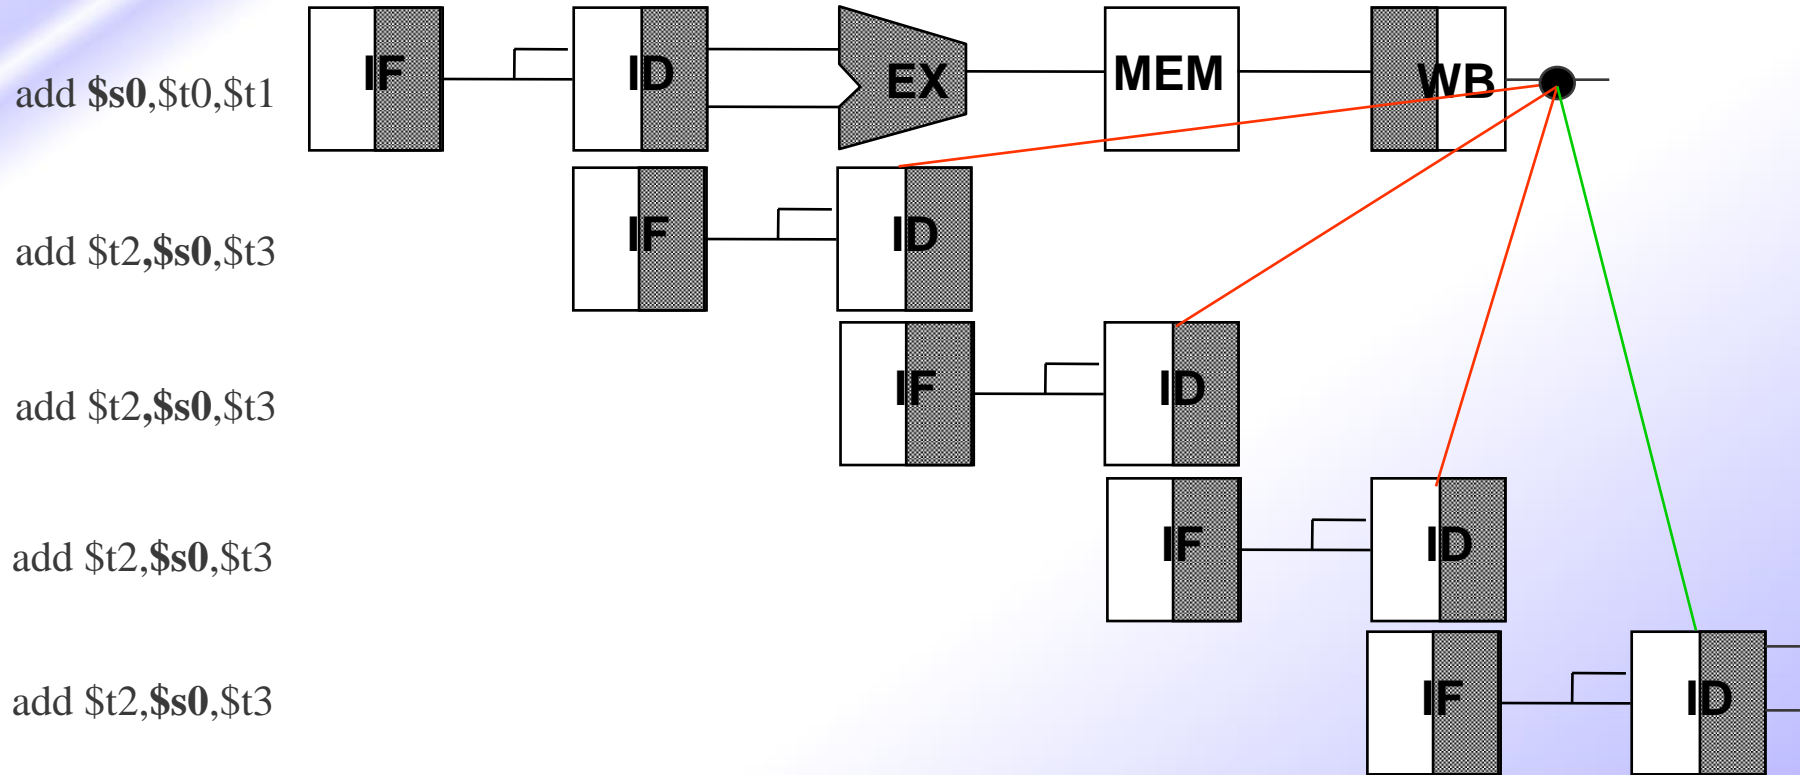 add $s0,$t0,$t1 IF ID EX MEM WB
add $t2,$s0,$t3 IF ID
add $t2,$s0,$t3 IF ID
add $t2,$s0,$t3 IF ID
add $t2,$s0,$t3 IF ID